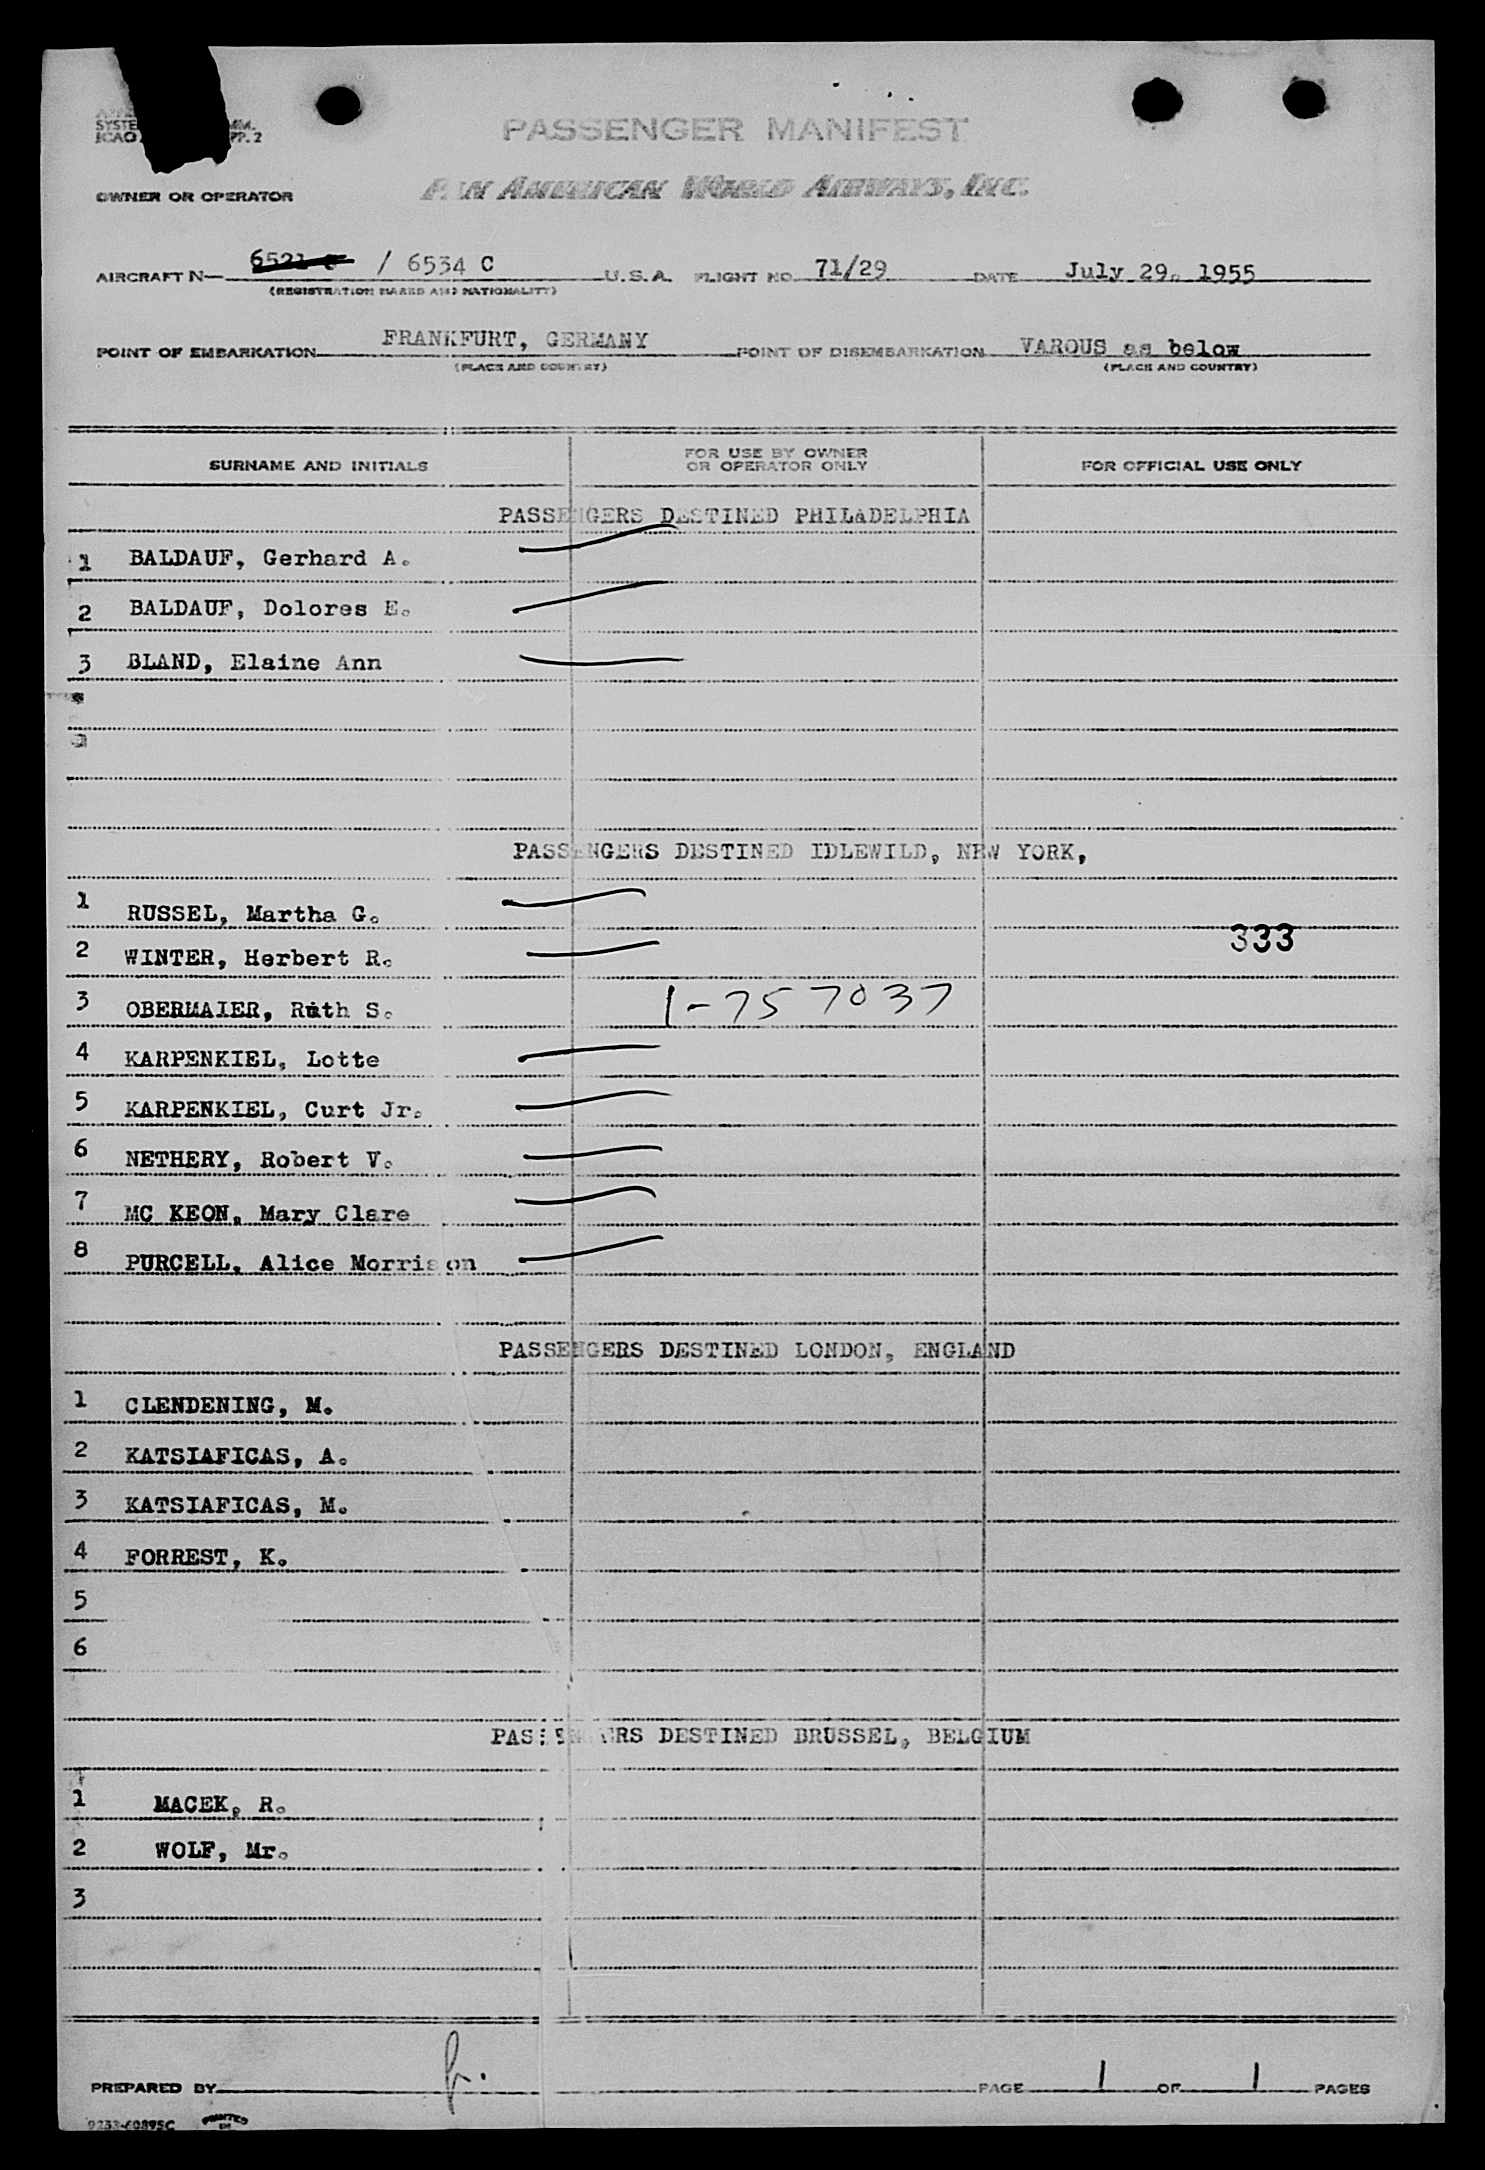 PASSENGER MANIFEST
OWNER OR OPERATOR
PAN AMERICAN WORLD AIRWAYS, INC.
AIRCRAFT N— 6521 C / 6534 C U.S.A. FLIGHT NO. 71/29 DATE July 29, 1955
(REGISTRATION MARKS AND NATIONALITY)
POINT OF EMBARKATION FRANKFURT, GERMANY POINT OF DISEMBARKATION VAROUS as below
(PLACE AND COUNTRY) (PLACE AND COUNTRY)
SURNAME AND INITIALS FOR USE BY OWNER OR OPERATOR ONLY FOR OFFICIAL USE ONLY
PASSENGERS DESTINED PHILADELPHIA
1 BALDAUF, Gerhard A.
2 BALDAUF, Dolores E.
3 BLAND, Elaine Ann
PASSENGERS DESTINED IDLEWILD, NEW YORK,
1 RUSSEL, Martha G.
2 WINTER, Herbert R. 333
3 OBERMAIER, Ruth S. 1-757037
4 KARPENKIEL, Lotte
5 KARPENKIEL, Curt Jr.
6 NETHERY, Robert V.
7 MC KEON, Mary Clare
8 PURCELL, Alice Morrison
PASSENGERS DESTINED LONDON, ENGLAND
1 CLENDENING, M.
2 KATSIAFICAS, A.
3 KATSIAFICAS, M.
4 FORREST, K.
5
6
PASSENGERS DESTINED BRUSSEL, BELGIUM
1 MACEK, R.
2 WOLF, Mr.
3
PREPARED BY PAGE 1 OF 1 PAGES
PRINTED